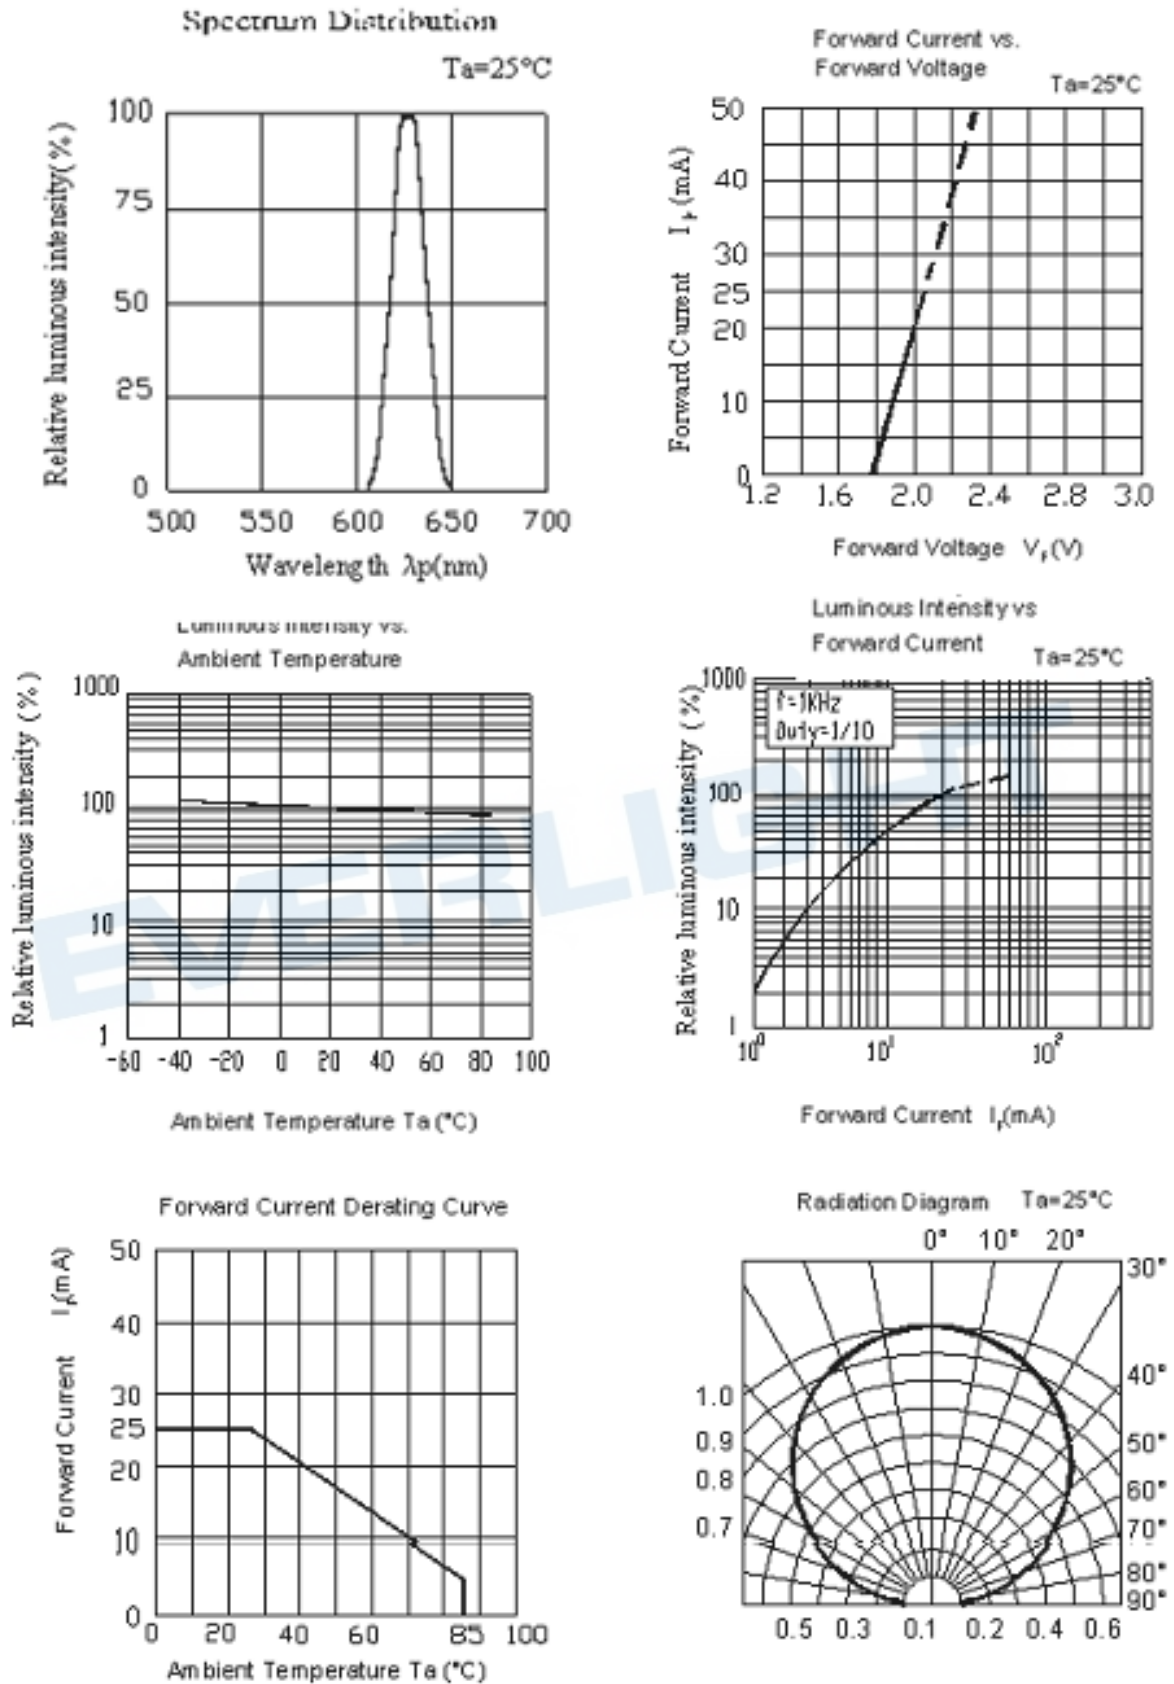 Spectrum Distribution
Ta=25°C
Relative luminous intensity(%)
100
75
50
25
0
500 550 600 650 700
Wavelength λp(nm)
Forward Current vs.
Forward Voltage
Ta=25°C
Forward Current IF(mA)
50
40
30
25
20
10
0
1.2 1.6 2.0 2.4 2.8 3.0
Forward Voltage VF(V)
Luminous Intensity vs.
Ambient Temperature
Relative luminous intensity (%)
1000
100
10
1
-60 -40 -20 0 20 40 60 80 100
Ambient Temperature Ta (°C)
Luminous Intensity vs
Forward Current
Ta=25°C
f=1KHz
Duty=1/10
Relative luminous intensity (%)
1000
100
10
1
10⁰ 10¹ 10²
Forward Current IF(mA)
EVERLIGHT
Forward Current Derating Curve
Forward Current IF(mA)
50
40
30
25
20
10
0
0 20 40 60 85 100
Ambient Temperature Ta (°C)
Radiation Diagram Ta=25°C
0° 10° 20°
30°
40°
50°
60°
70°
80°
90°
1.0
0.9
0.8
0.7
0.5 0.3 0.1 0.2 0.4 0.6